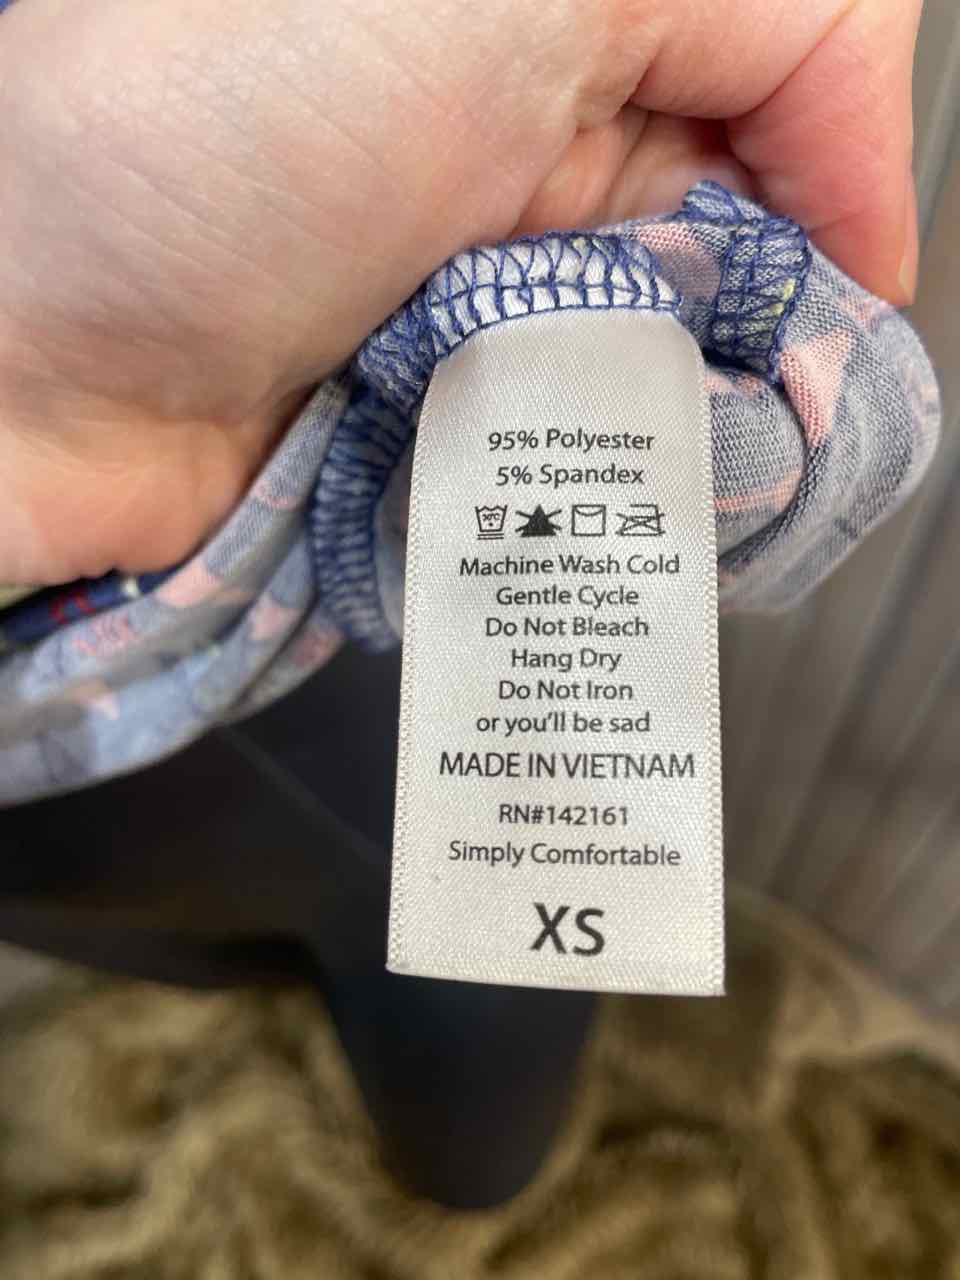 95% Polyester
5% Spandex
30°C
Machine Wash Cold
Gentle Cycle
Do Not Bleach
Hang Dry
Do Not Iron
or you'll be sad
MADE IN VIETNAM
RN#142161
Simply Comfortable
XS